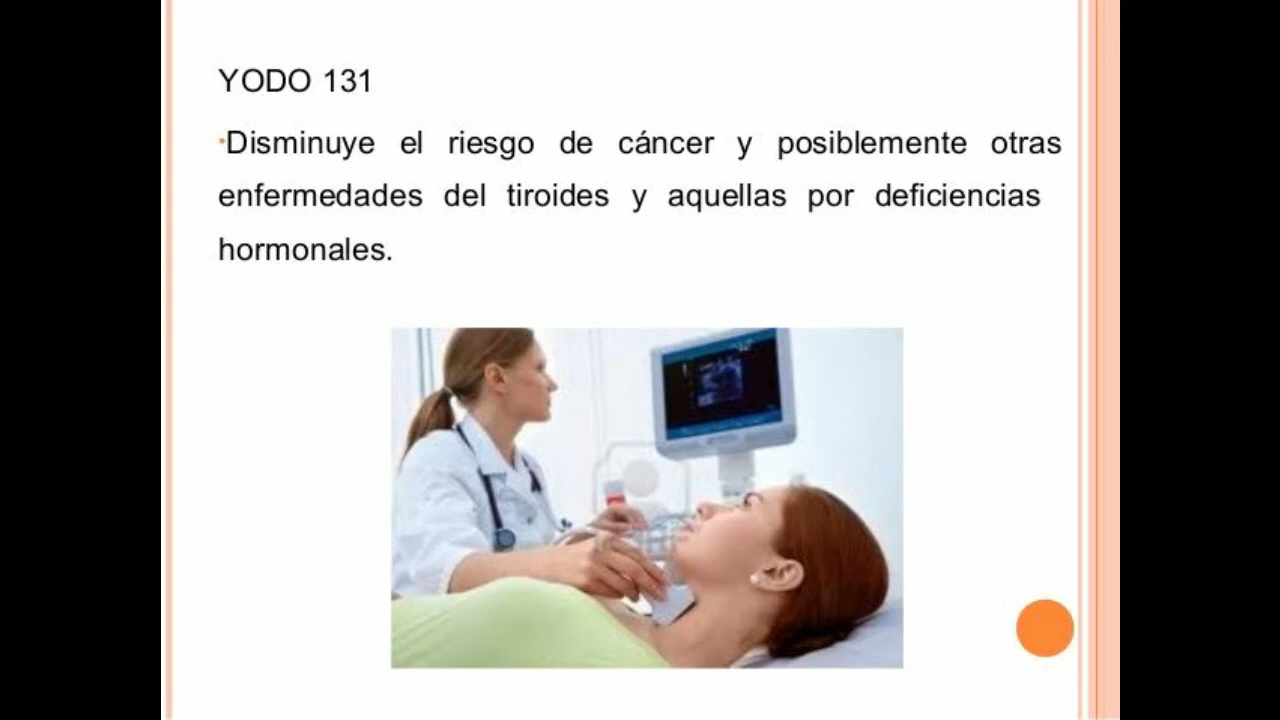 YODO 131
•Disminuye el riesgo de cáncer y posiblemente otras
enfermedades del tiroides y aquellas por deficiencias
hormonales.